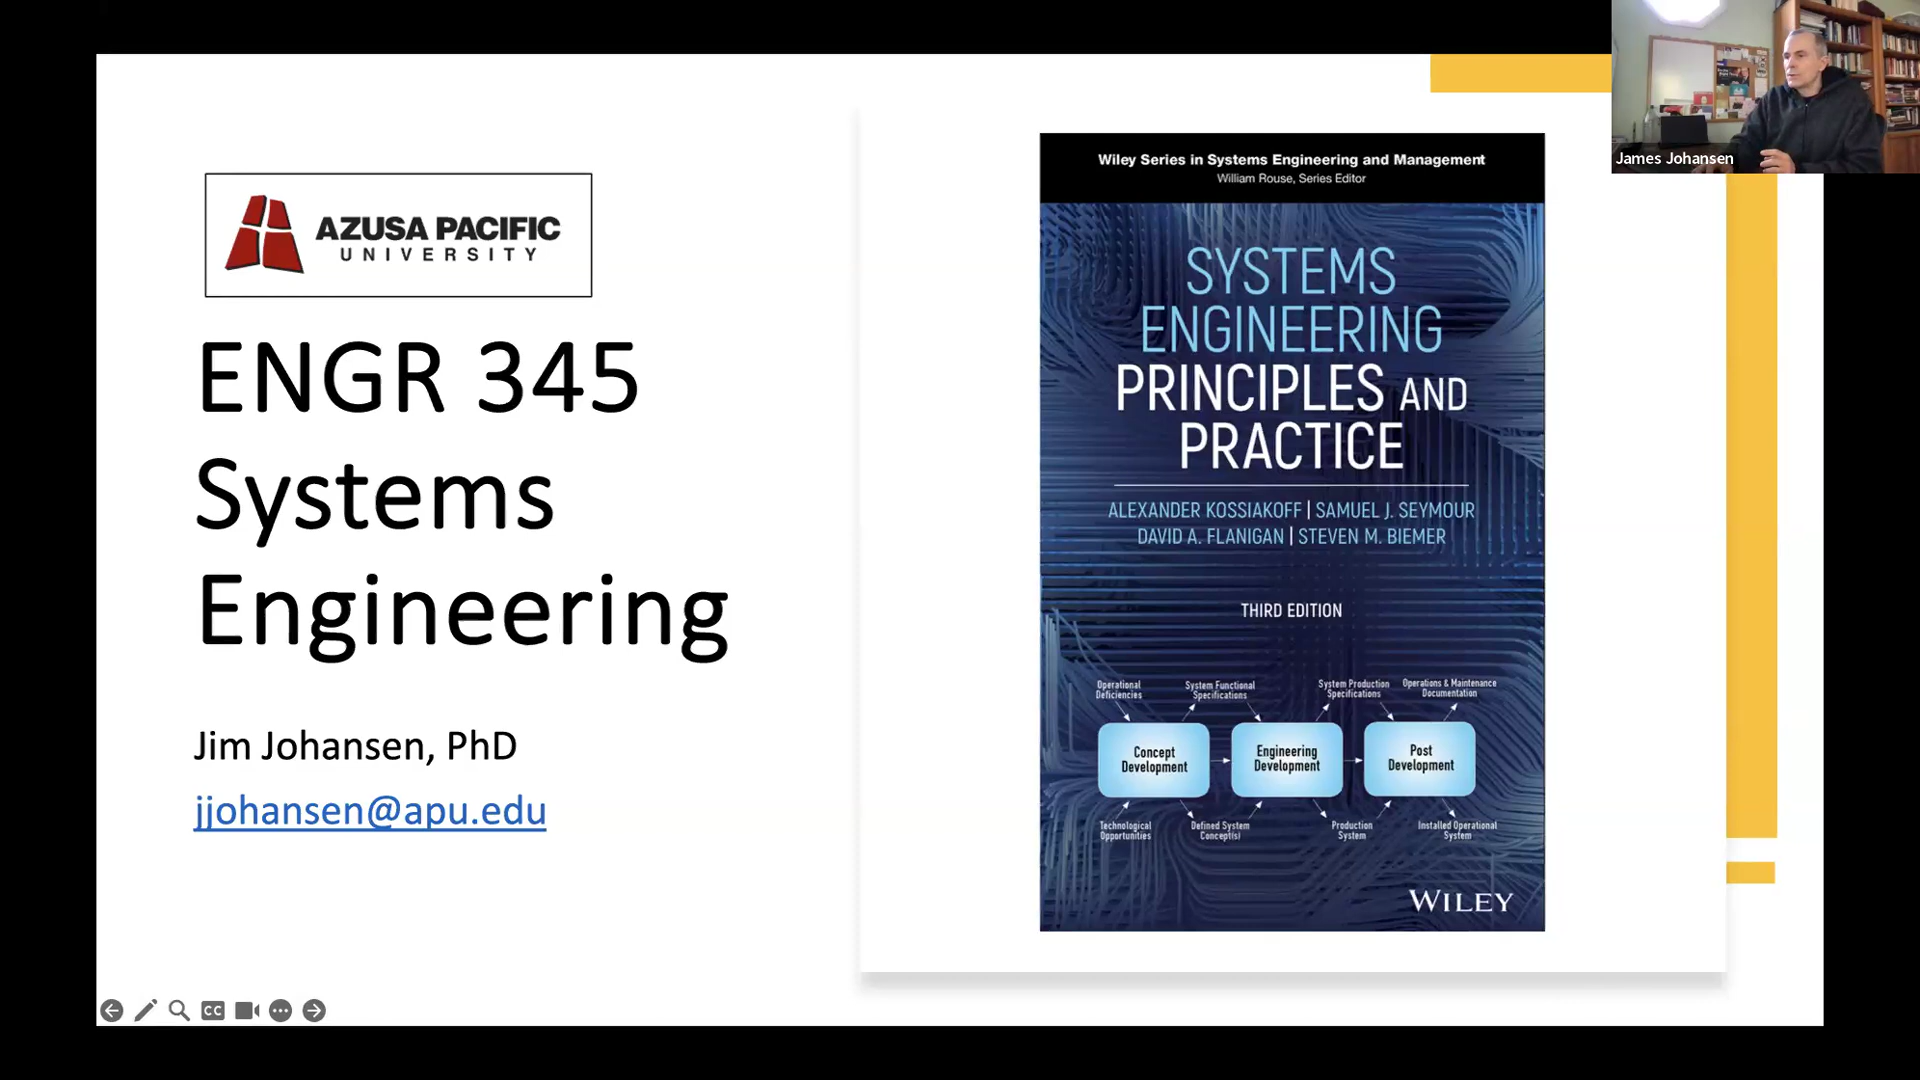 AZUSA PACIFIC
UNIVERSITY
ENGR 345
Systems
Engineering
Jim Johansen, PhD
jjohansen@apu.edu
Wiley Series in Systems Engineering and Management
William Rouse, Series Editor
SYSTEMS
ENGINEERING
PRINCIPLES AND
PRACTICE
ALEXANDER KOSSIAKOFF | SAMUEL J. SEYMOUR
DAVID A. FLANIGAN | STEVEN M. BIEMER
THIRD EDITION
Operational
Deficiencies
System Functional
Specifications
System Production
Specifications
Operations & Maintenance
Documentation
Concept
Development
Engineering
Development
Post
Development
Technological
Opportunities
Defined System
Concept(s)
Production
System
Installed Operational
System
WILEY
James Johansen
CC